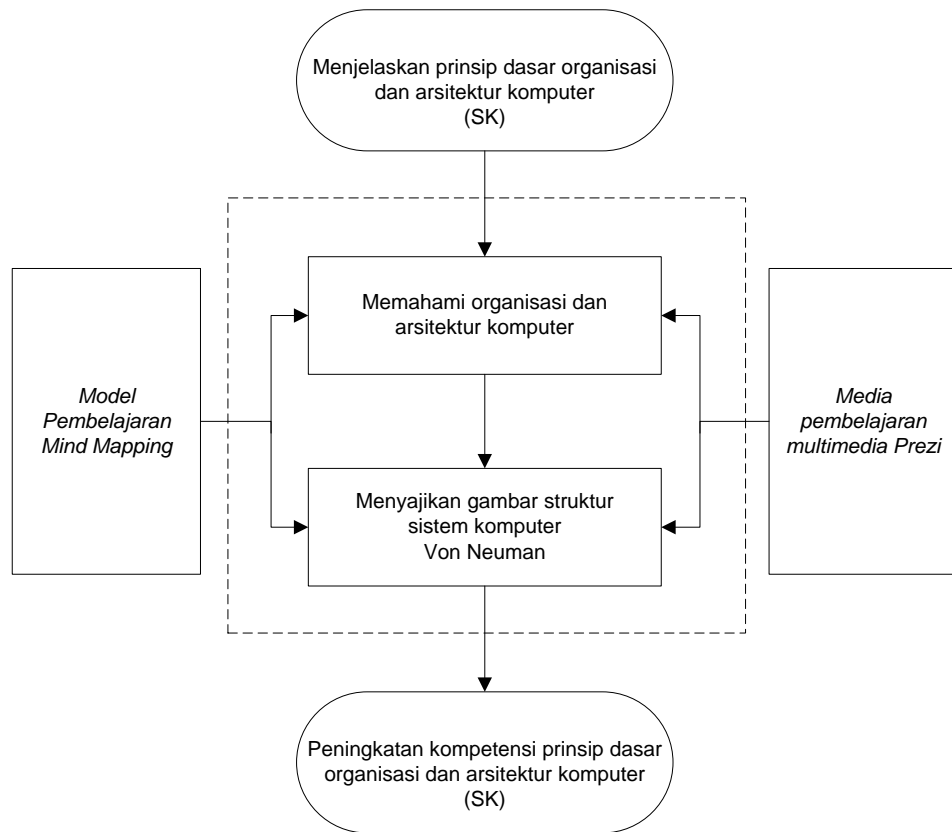 Menjelaskan prinsip dasar organisasi
dan arsitektur komputer
(SK)
Memahami organisasi dan
arsitektur komputer
Model
Pembelajaran
Mind Mapping
Media
pembelajaran
multimedia Prezi
Menyajikan gambar struktur
sistem komputer
Von Neuman
Peningkatan kompetensi prinsip dasar
organisasi dan arsitektur komputer
(SK)